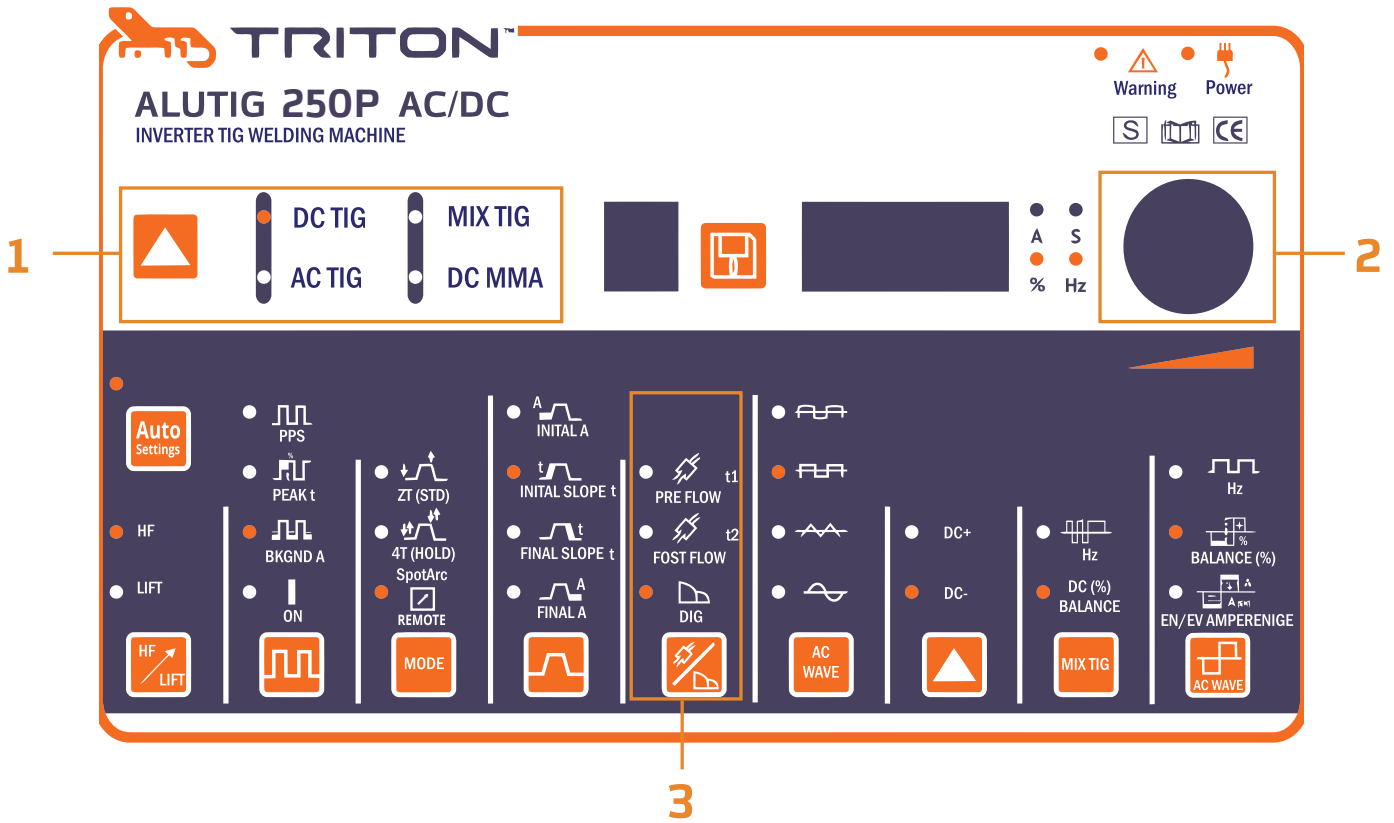 TRITON™
ALUTIG 250P AC/DC
INVERTER TIG WELDING MACHINE
Warning
Power
S
CE
1
DC TIG
MIX TIG
AC TIG
DC MMA
A
S
%
Hz
2
Auto
Settings
HF
LIFT
HF
LIFT
PPS
%
PEAK t
BKGND A
ON
ZT (STD)
4T (HOLD)
SpotArc
REMOTE
MODE
A
INITAL A
t
INITAL SLOPE t
t
FINAL SLOPE t
A
FINAL A
t1
PRE FLOW
t2
FOST FLOW
DIG
AC
WAVE
DC+
DC-
Hz
DC (%)
BALANCE
MIX TIG
Hz
%
BALANCE (%)
A
EN/EV AMPERENIGE
AC WAVE
3